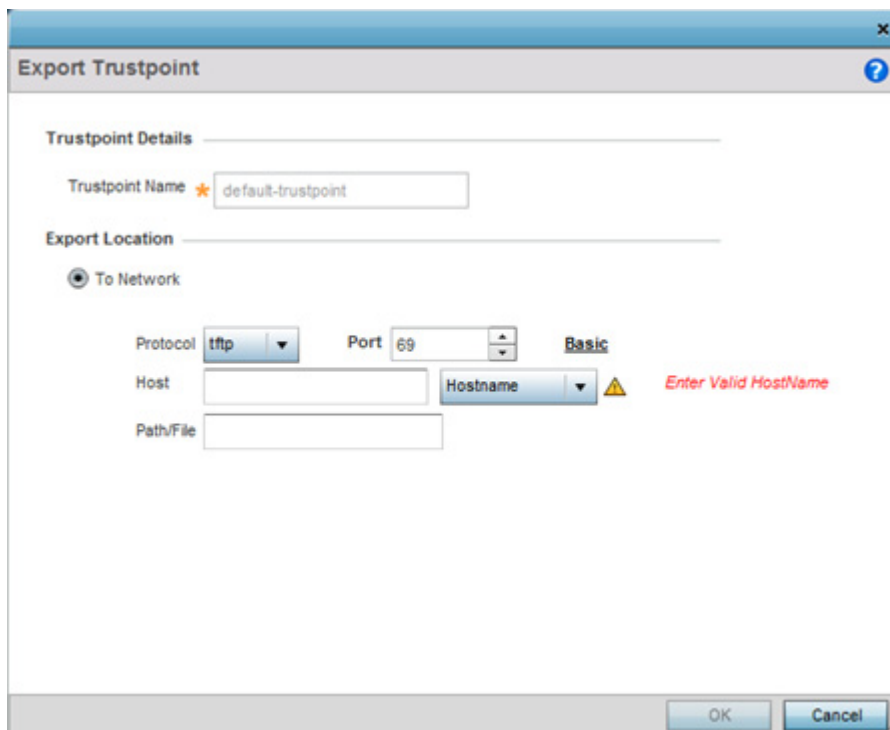 Export Trustpoint
Trustpoint Details
Trustpoint Name * default-trustpoint
Export Location
To Network
Protocol tftp Port 69 Basic
Host Hostname Enter Valid HostName
Path/File
OK Cancel